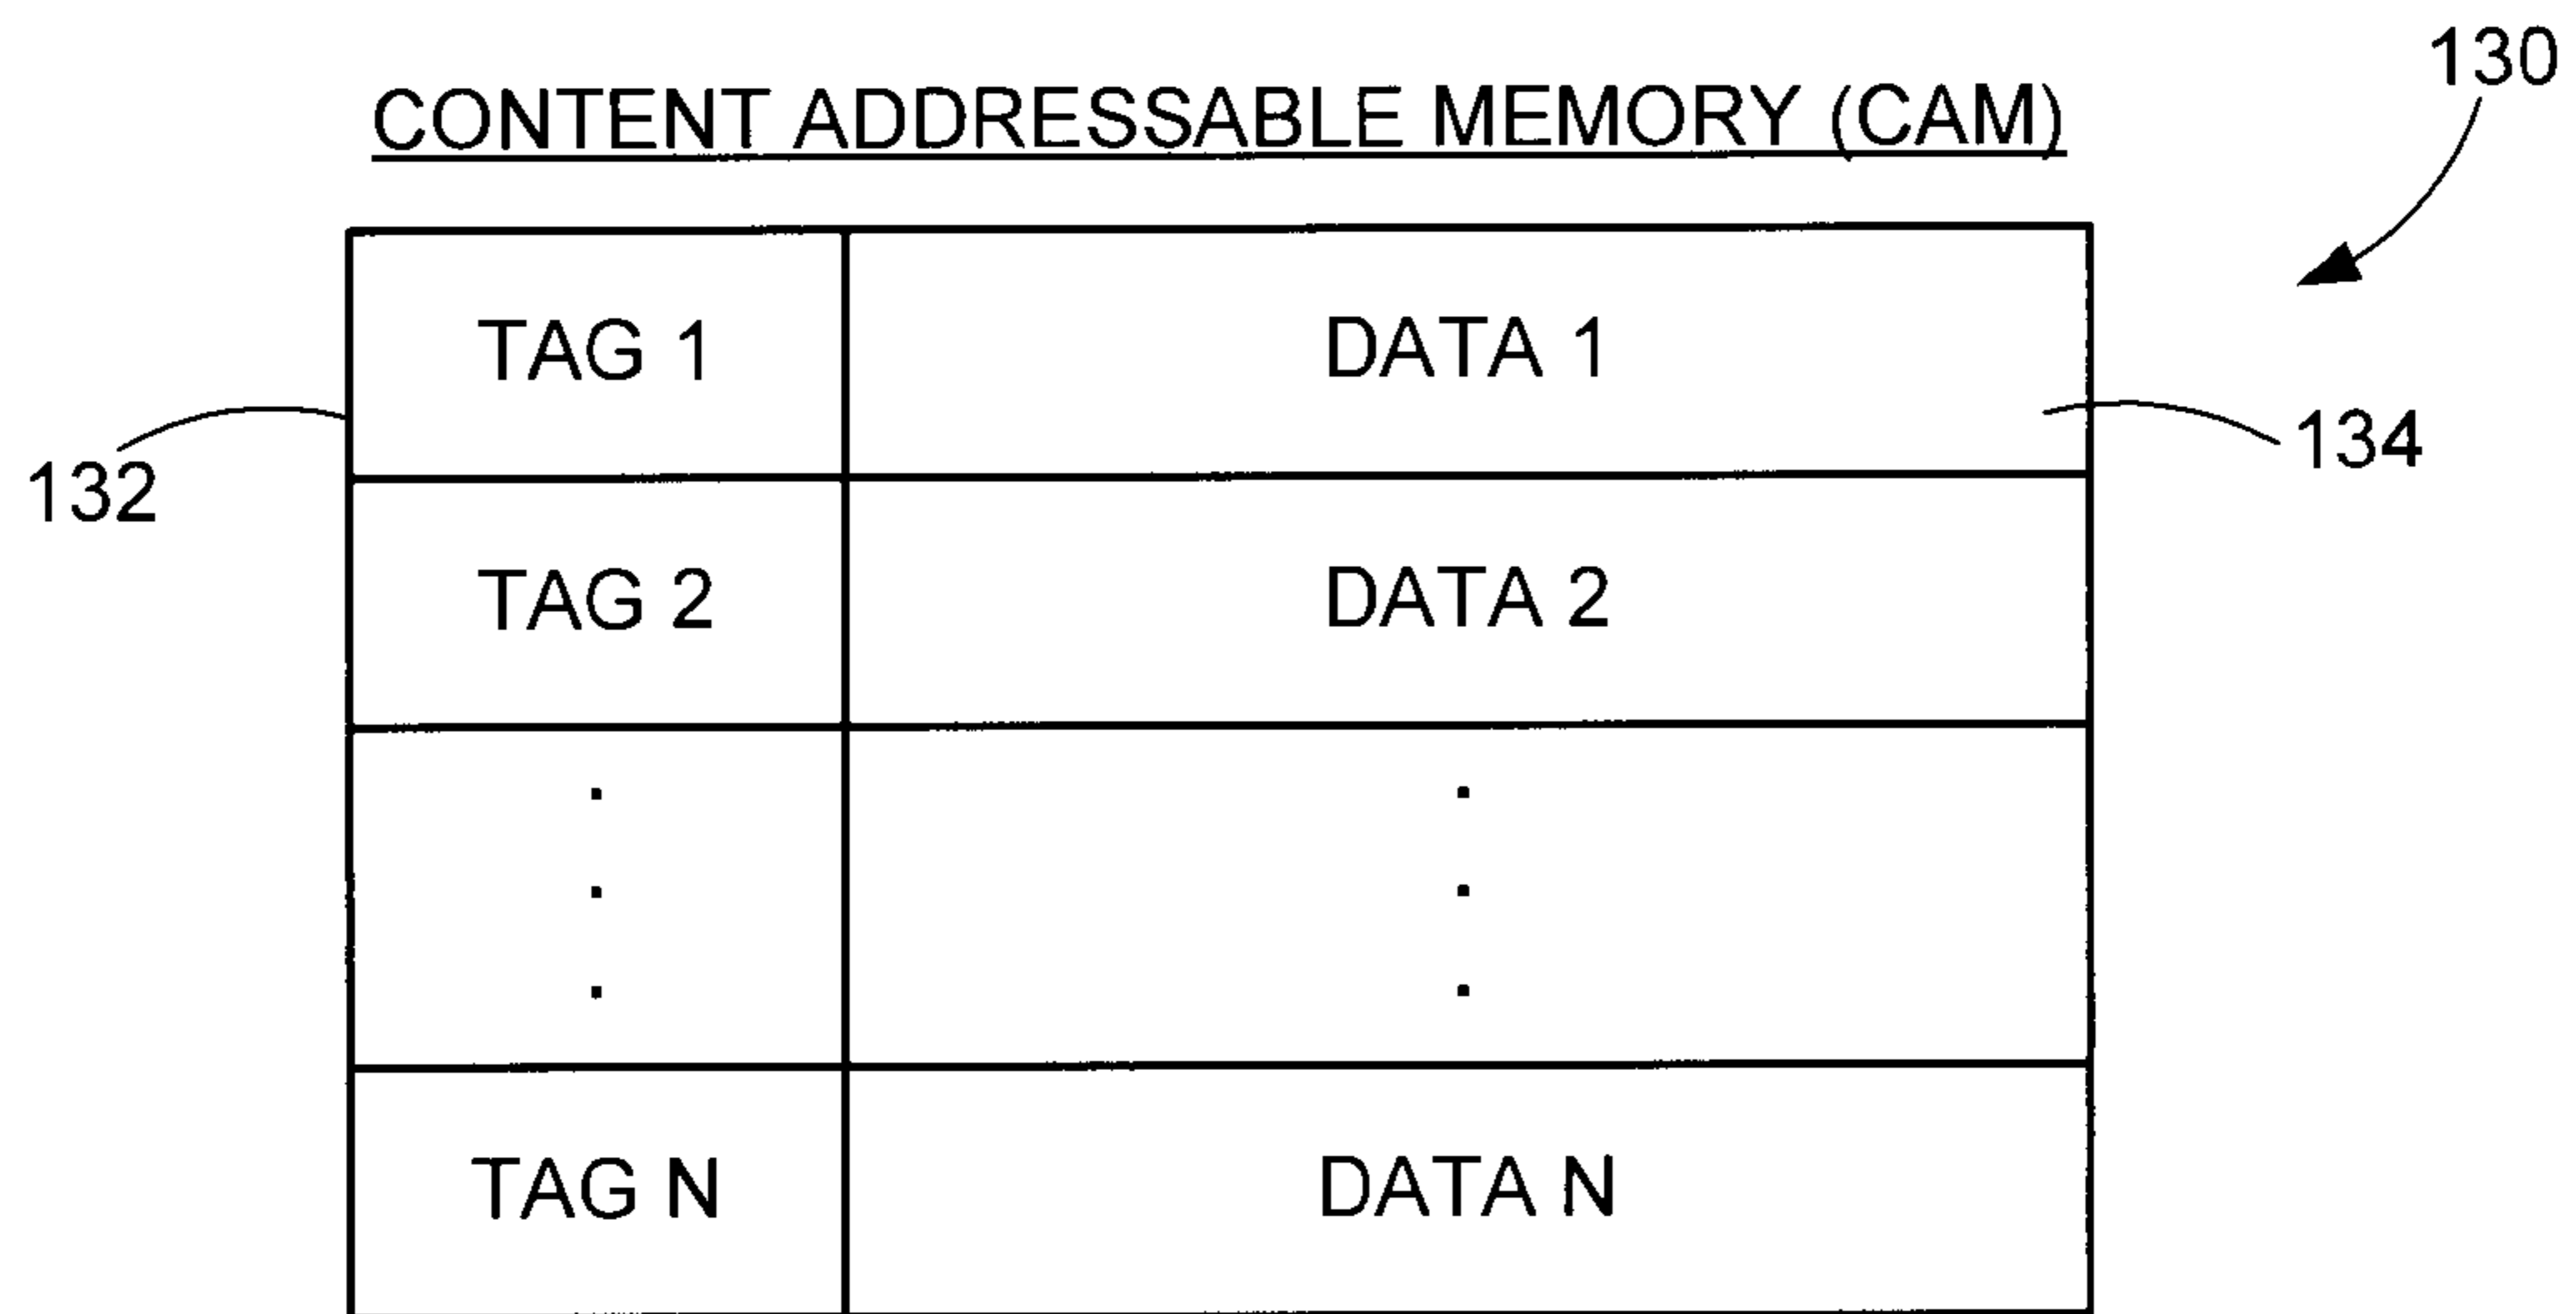 130
CONTENT ADDRESSABLE MEMORY (CAM)
TAG 1 DATA 1
134
132
TAG 2 DATA 2
. .
. .
. .
TAG N DATA N